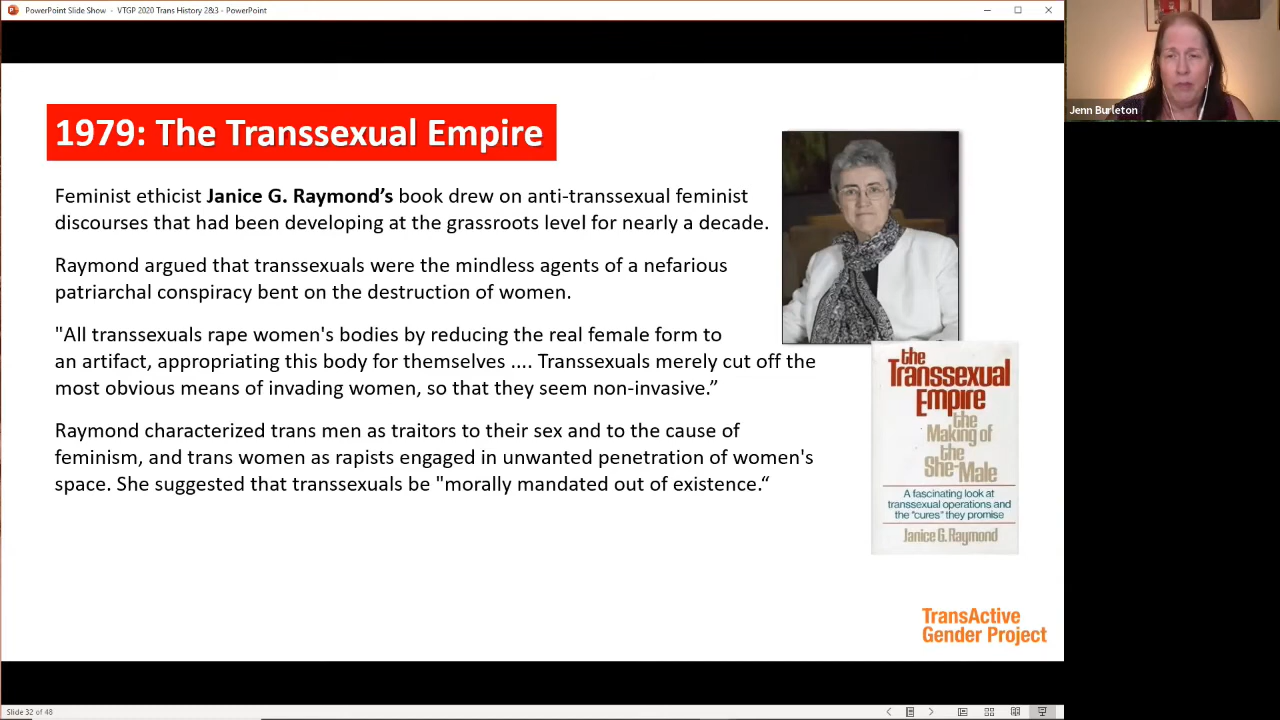 PowerPoint Slide Show - VTGP 2020 Trans History 2&3 - PowerPoint
Jenn Burleton
1979: The Transsexual Empire
Feminist ethicist Janice G. Raymond’s book drew on anti-transsexual feminist
discourses that had been developing at the grassroots level for nearly a decade.
Raymond argued that transsexuals were the mindless agents of a nefarious
patriarchal conspiracy bent on the destruction of women.
"All transsexuals rape women's bodies by reducing the real female form to
an artifact, appropriating this body for themselves .... Transsexuals merely cut off the
most obvious means of invading women, so that they seem non-invasive.”
Raymond characterized trans men as traitors to their sex and to the cause of
feminism, and trans women as rapists engaged in unwanted penetration of women's
space. She suggested that transsexuals be "morally mandated out of existence.“
the
Transsexual
Empire
the
Making of
the
She-Male
A fascinating look at
transsexual operations and
the "cures" they promise
Janice G. Raymond
TransActive
Gender Project
Slide 32 of 48